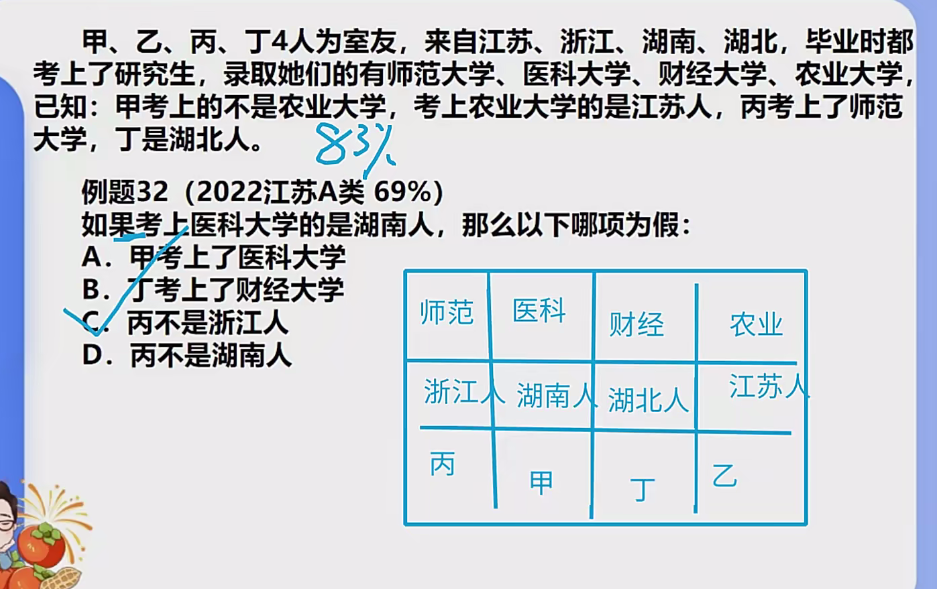 甲、乙、丙、丁4人为室友，来自江苏、浙江、湖南、湖北，毕业时都
考上了研究生，录取她们的有师范大学、医科大学、财经大学、农业大学，
已知：甲考上的不是农业大学，考上农业大学的是江苏人，丙考上了师范
大学，丁是湖北人。
83%
例题32（2022江苏A类 69%）
如果考上医科大学的是湖南人，那么以下哪项为假：
A．甲考上了医科大学
B．丁考上了财经大学
C．丙不是浙江人
D．丙不是湖南人
师范 医科 财经 农业
浙江人 湖南人 湖北人 江苏人
丙 甲 丁 乙